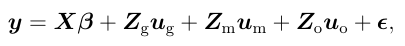 y = Xβ + Z_g u_g + Z_m u_m + Z_o u_o + ϵ,